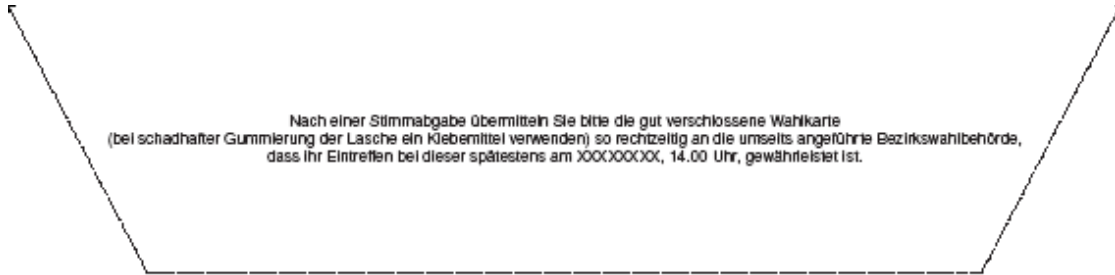 Nach einer Stimmabgabe übermitteln Sie bitte die gut verschlossene Wahlkarte
(bei schadhafter Gummierung der Lasche ein Klebemittel verwenden) so rechtzeitig an die umseits angeführte Bezirkswahlbehörde,
dass ihr Eintreffen bei dieser spätestens am XXXXXXXX, 14.00 Uhr, gewährleistet ist.